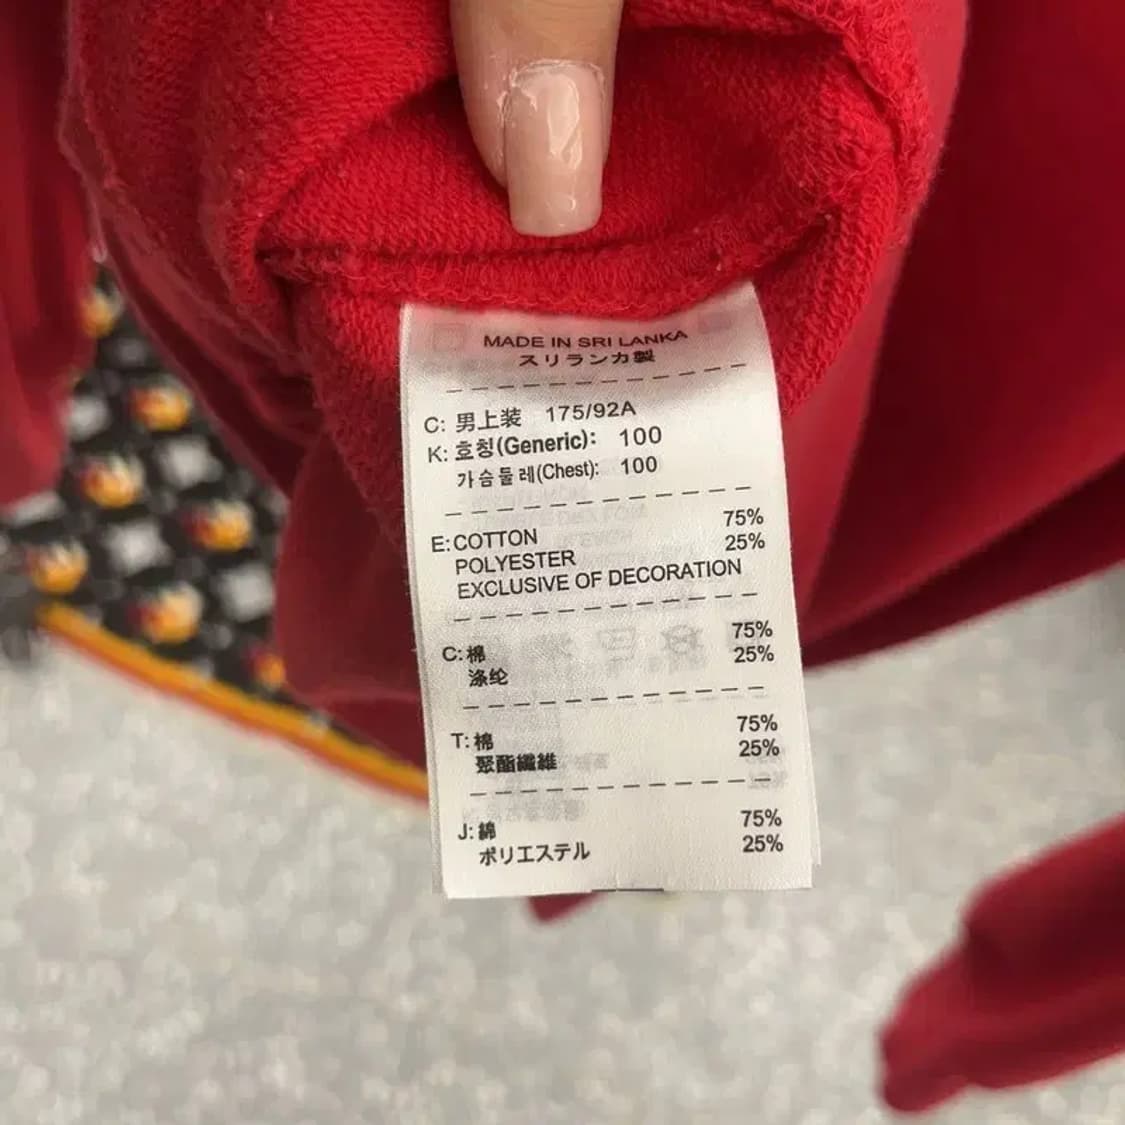 MADE IN SRI LANKA
スリランカ製
C: 男上装 175/92A
K: 호칭(Generic): 100
가슴둘레(Chest): 100
E: COTTON 75%
POLYESTER 25%
EXCLUSIVE OF DECORATION
C: 棉 75%
涤纶 25%
T: 棉 75%
聚酯纖維 25%
J: 綿 75%
ポリエステル 25%